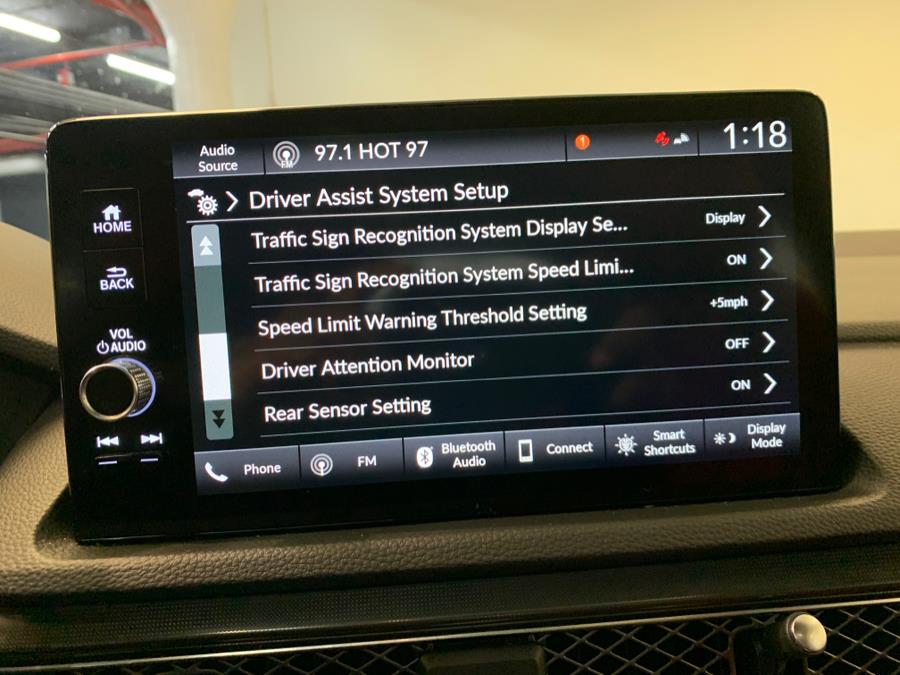 Audio
Source
FM
97.1 HOT 97
1
1:18
HOME
BACK
VOL
AUDIO
Driver Assist System Setup
Traffic Sign Recognition System Display Se... Display
Traffic Sign Recognition System Speed Limi... ON
Speed Limit Warning Threshold Setting +5mph
Driver Attention Monitor OFF
Rear Sensor Setting ON
Phone
FM
Bluetooth
Audio
Connect
Smart
Shortcuts
Display
Mode